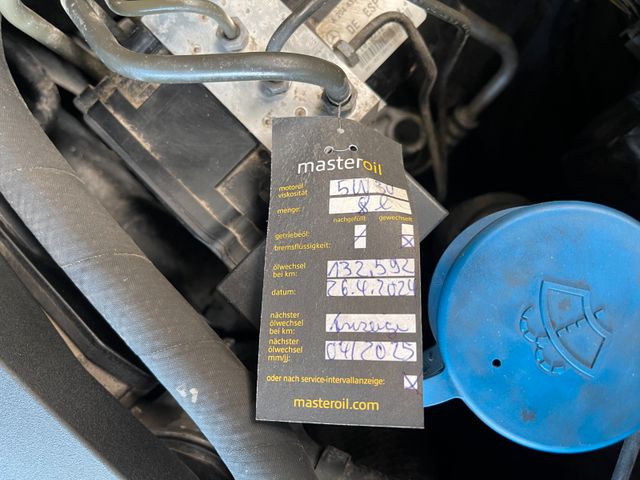 masteroil
motoröl viskosität 5W30
menge: 8 l
nachgefüllt gewechselt
getriebeöl:
bremsflüssigkeit:
ölwechsel bei km: 132.592
datum: 26.4.2024
nächster ölwechsel bei km: Anzeige
nächster ölwechsel mm/jj: 04/2025
oder nach service-intervallanzeige:
masteroil.com